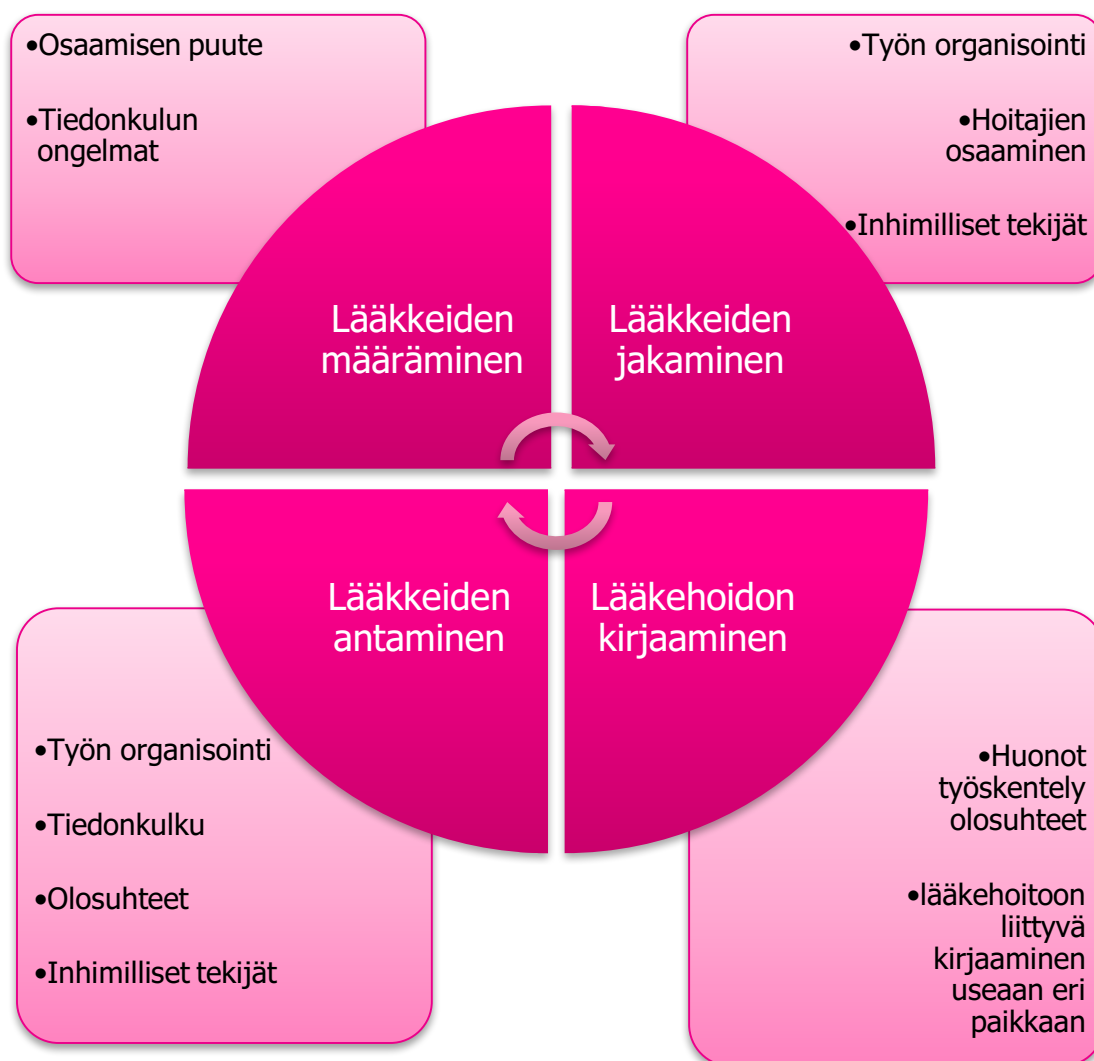 •Osaamisen puute
•Tiedonkulun
ongelmat
•Työn organisointi
•Hoitajien
osaaminen
•Inhimilliset tekijät
Lääkkeiden
määräminen
Lääkkeiden
jakaminen
Lääkkeiden
antaminen
Lääkehoidon
kirjaaminen
•Työn organisointi
•Tiedonkulku
•Olosuhteet
•Inhimilliset tekijät
•Huonot
työskentely
olosuhteet
•lääkehoitoon
liittyvä
kirjaaminen
useaan eri
paikkaan